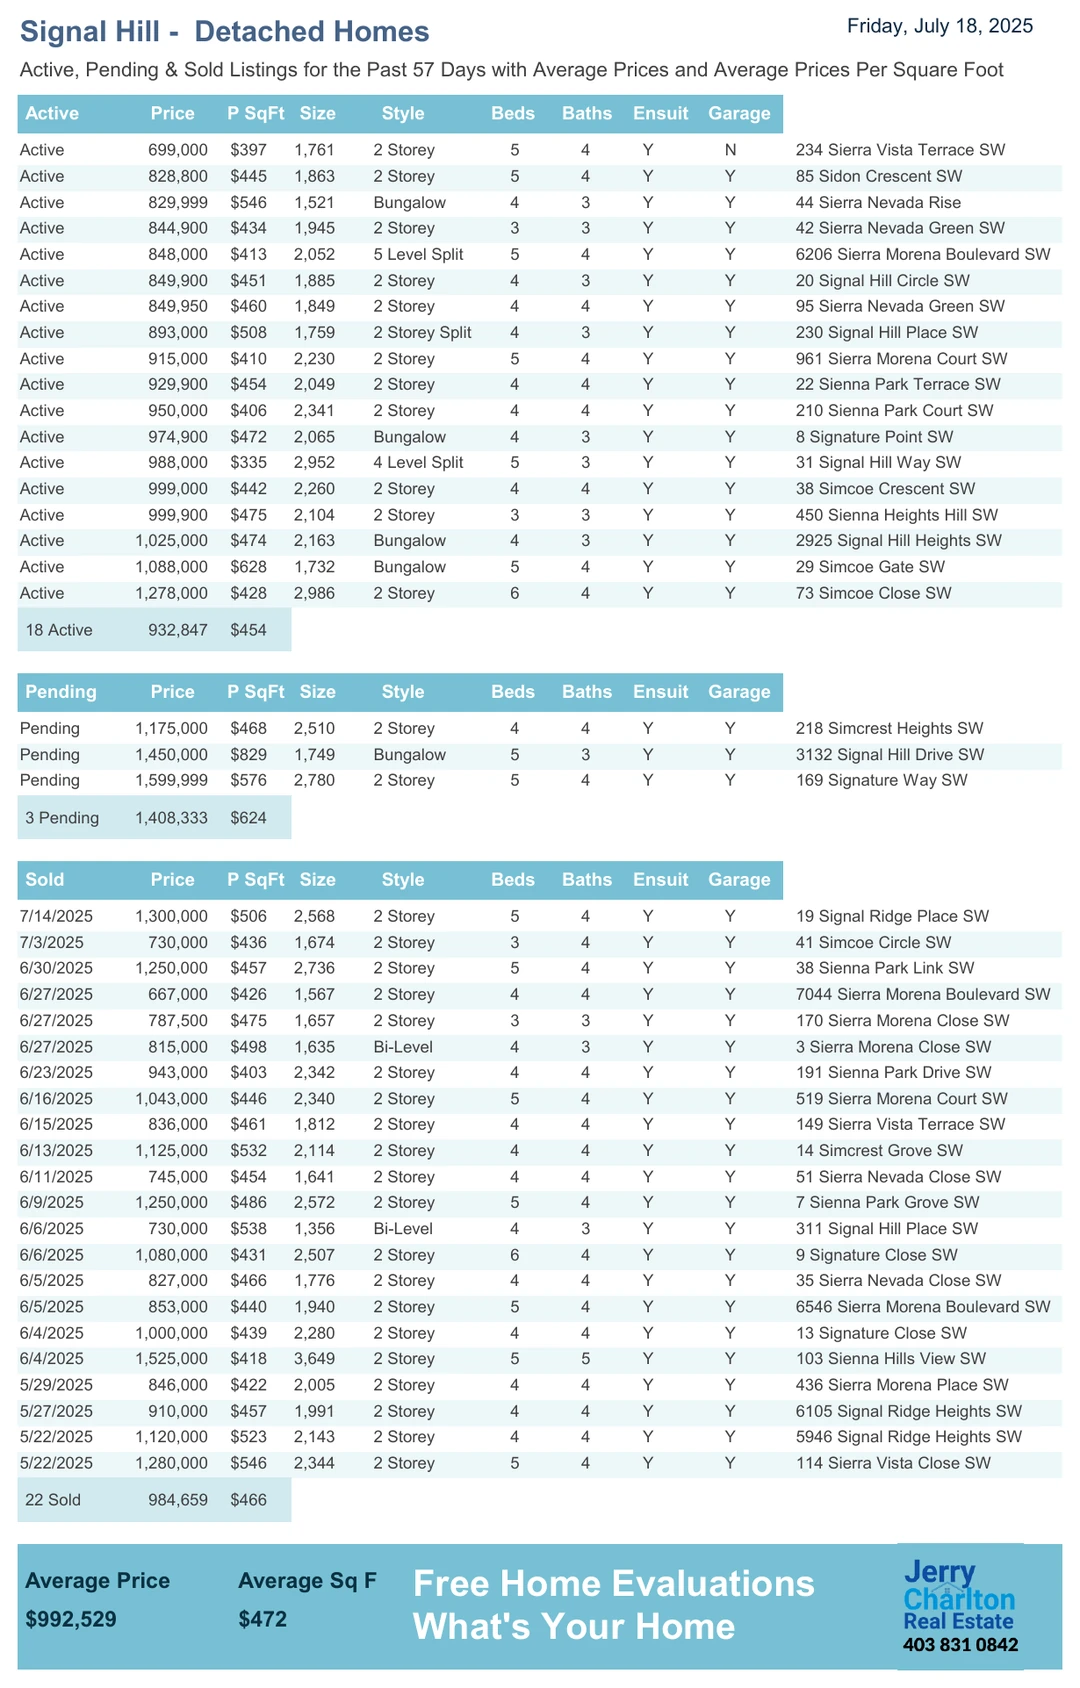 Signal Hill - Detached Homes
Friday, July 18, 2025
Active, Pending & Sold Listings for the Past 57 Days with Average Prices and Average Prices Per Square Foot
Active Price P SqFt Size Style Beds Baths Ensuit Garage
Active 699,000 $397 1,761 2 Storey 5 4 Y N 234 Sierra Vista Terrace SW
Active 828,800 $445 1,863 2 Storey 5 4 Y Y 85 Sidon Crescent SW
Active 829,999 $546 1,521 Bungalow 4 3 Y Y 44 Sierra Nevada Rise
Active 844,900 $434 1,945 2 Storey 3 3 Y Y 42 Sierra Nevada Green SW
Active 848,000 $413 2,052 5 Level Split 5 4 Y Y 6206 Sierra Morena Boulevard SW
Active 849,900 $451 1,885 2 Storey 4 3 Y Y 20 Signal Hill Circle SW
Active 849,950 $460 1,849 2 Storey 4 4 Y Y 95 Sierra Nevada Green SW
Active 893,000 $508 1,759 2 Storey Split 4 3 Y Y 230 Signal Hill Place SW
Active 915,000 $410 2,230 2 Storey 5 4 Y Y 961 Sierra Morena Court SW
Active 929,900 $454 2,049 2 Storey 4 4 Y Y 22 Sienna Park Terrace SW
Active 950,000 $406 2,341 2 Storey 4 4 Y Y 210 Sienna Park Court SW
Active 974,900 $472 2,065 Bungalow 4 3 Y Y 8 Signature Point SW
Active 988,000 $335 2,952 4 Level Split 5 3 Y Y 31 Signal Hill Way SW
Active 999,000 $442 2,260 2 Storey 4 4 Y Y 38 Simcoe Crescent SW
Active 999,900 $475 2,104 2 Storey 3 3 Y Y 450 Sienna Heights Hill SW
Active 1,025,000 $474 2,163 Bungalow 4 3 Y Y 2925 Signal Hill Heights SW
Active 1,088,000 $628 1,732 Bungalow 5 4 Y Y 29 Simcoe Gate SW
Active 1,278,000 $428 2,986 2 Storey 6 4 Y Y 73 Simcoe Close SW
18 Active 932,847 $454
Pending Price P SqFt Size Style Beds Baths Ensuit Garage
Pending 1,175,000 $468 2,510 2 Storey 4 4 Y Y 218 Simcrest Heights SW
Pending 1,450,000 $829 1,749 Bungalow 5 3 Y Y 3132 Signal Hill Drive SW
Pending 1,599,999 $576 2,780 2 Storey 5 4 Y Y 169 Signature Way SW
3 Pending 1,408,333 $624
Sold Price P SqFt Size Style Beds Baths Ensuit Garage
7/14/2025 1,300,000 $506 2,568 2 Storey 5 4 Y Y 19 Signal Ridge Place SW
7/3/2025 730,000 $436 1,674 2 Storey 3 4 Y Y 41 Simcoe Circle SW
6/30/2025 1,250,000 $457 2,736 2 Storey 5 4 Y Y 38 Sienna Park Link SW
6/27/2025 667,000 $426 1,567 2 Storey 4 4 Y Y 7044 Sierra Morena Boulevard SW
6/27/2025 787,500 $475 1,657 2 Storey 3 3 Y Y 170 Sierra Morena Close SW
6/27/2025 815,000 $498 1,635 Bi-Level 4 3 Y Y 3 Sierra Morena Close SW
6/23/2025 943,000 $403 2,342 2 Storey 4 4 Y Y 191 Sienna Park Drive SW
6/16/2025 1,043,000 $446 2,340 2 Storey 5 4 Y Y 519 Sierra Morena Court SW
6/15/2025 836,000 $461 1,812 2 Storey 4 4 Y Y 149 Sierra Vista Terrace SW
6/13/2025 1,125,000 $532 2,114 2 Storey 4 4 Y Y 14 Simcrest Grove SW
6/11/2025 745,000 $454 1,641 2 Storey 4 4 Y Y 51 Sierra Nevada Close SW
6/9/2025 1,250,000 $486 2,572 2 Storey 5 4 Y Y 7 Sienna Park Grove SW
6/6/2025 730,000 $538 1,356 Bi-Level 4 3 Y Y 311 Signal Hill Place SW
6/6/2025 1,080,000 $431 2,507 2 Storey 6 4 Y Y 9 Signature Close SW
6/5/2025 827,000 $466 1,776 2 Storey 4 4 Y Y 35 Sierra Nevada Close SW
6/5/2025 853,000 $440 1,940 2 Storey 5 4 Y Y 6546 Sierra Morena Boulevard SW
6/4/2025 1,000,000 $439 2,280 2 Storey 4 4 Y Y 13 Signature Close SW
6/4/2025 1,525,000 $418 3,649 2 Storey 5 5 Y Y 103 Sienna Hills View SW
5/29/2025 846,000 $422 2,005 2 Storey 4 4 Y Y 436 Sierra Morena Place SW
5/27/2025 910,000 $457 1,991 2 Storey 4 4 Y Y 6105 Signal Ridge Heights SW
5/22/2025 1,120,000 $523 2,143 2 Storey 4 4 Y Y 5946 Signal Ridge Heights SW
5/22/2025 1,280,000 $546 2,344 2 Storey 5 4 Y Y 114 Sierra Vista Close SW
22 Sold 984,659 $466
Average Price Average Sq F
$992,529 $472
Free Home Evaluations
What's Your Home
Jerry
Charlton
Real Estate
403 831 0842